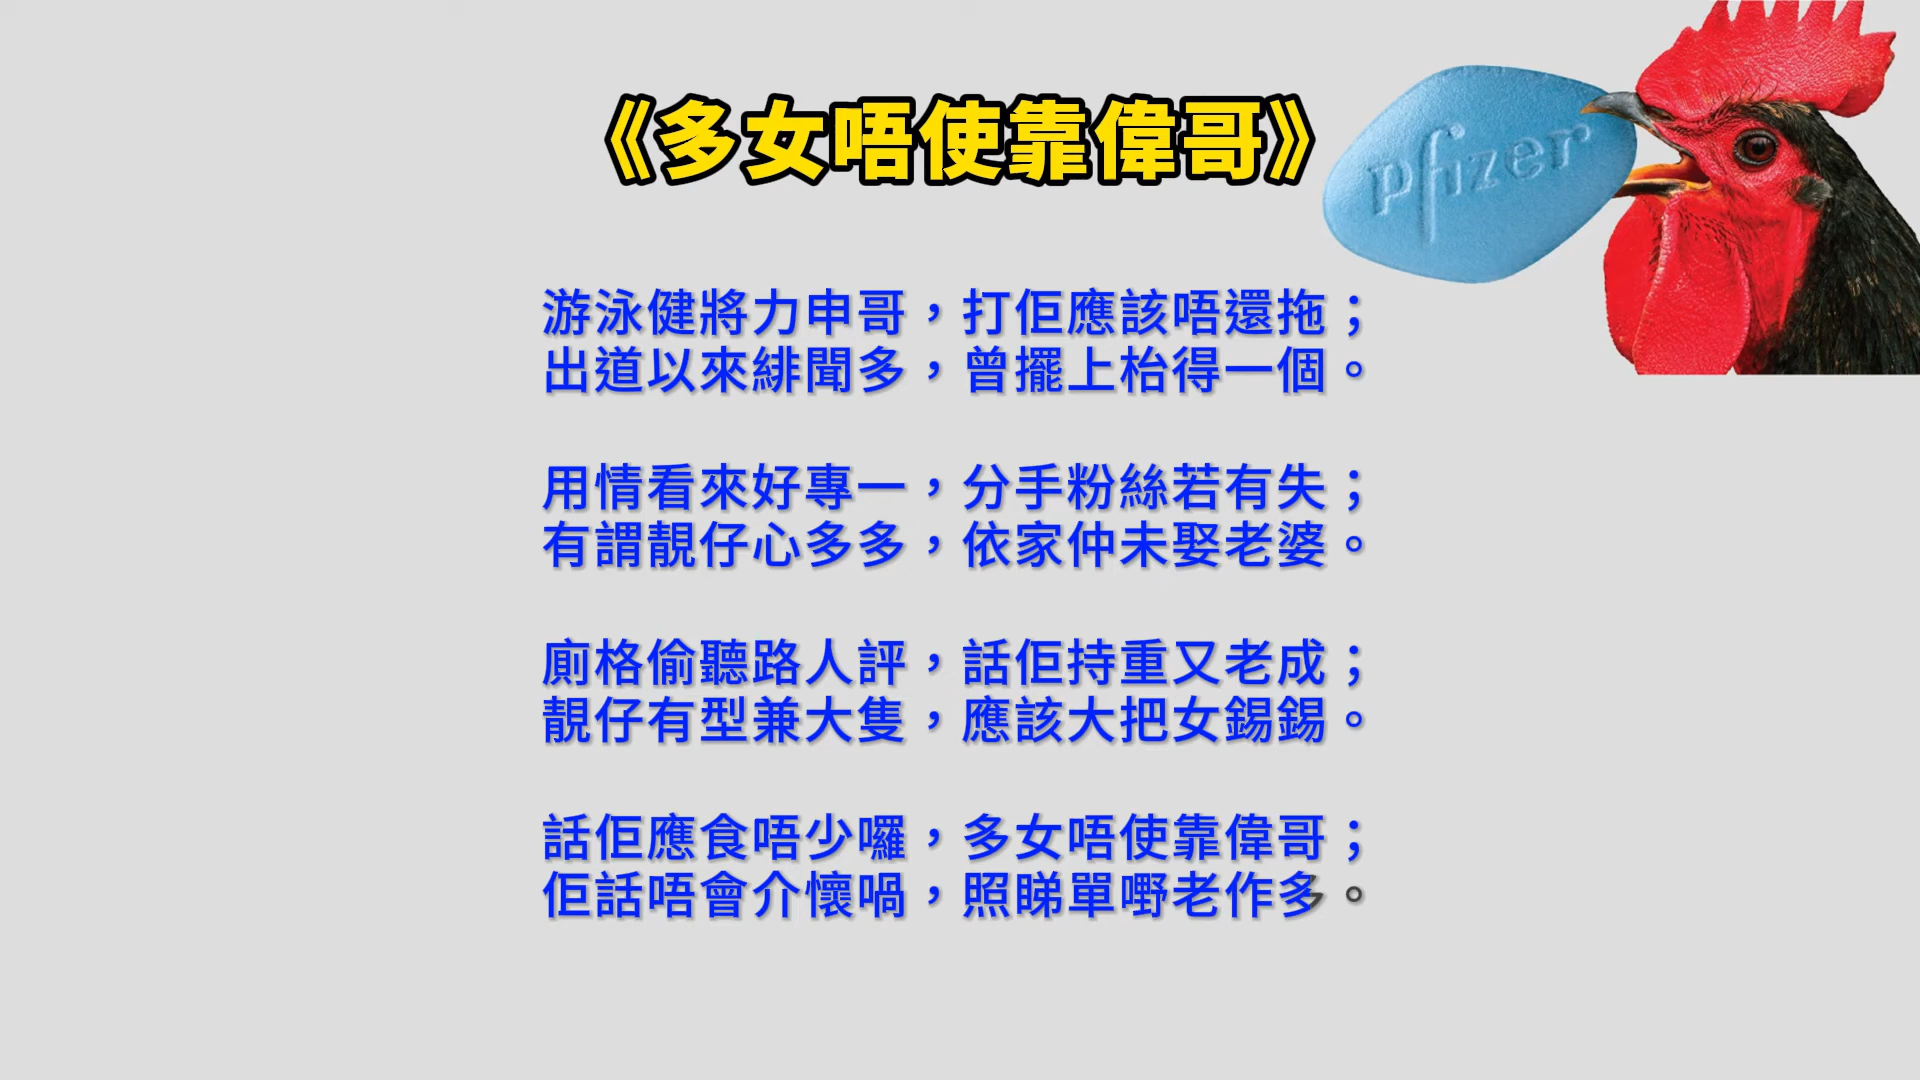 《多女唔使靠偉哥》
pfizer
游泳健將力申哥，打佢應該唔還拖；
出道以來緋聞多，曾擺上枱得一個。
用情看來好專一，分手粉絲若有失；
有謂靚仔心多多，依家仲未娶老婆。
廁格偷聽路人評，話佢持重又老成；
靚仔有型兼大隻，應該大把女錫錫。
話佢應食唔少囉，多女唔使靠偉哥；
佢話唔會介懷喎，照睇單嘢老作多。